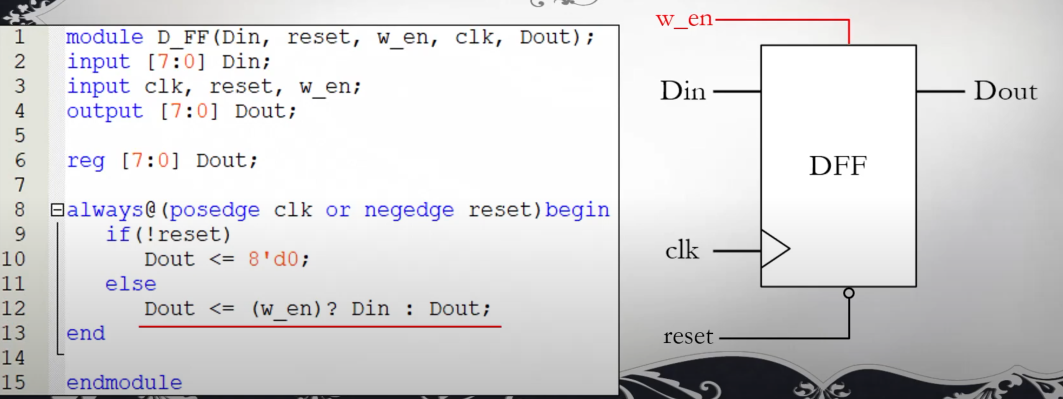 1 module D_FF(Din, reset, w_en, clk, Dout);
2 input [7:0] Din;
3 input clk, reset, w_en;
4 output [7:0] Dout;
5
6 reg [7:0] Dout;
7
8 always@(posedge clk or negedge reset)begin
9 if(!reset)
10 Dout <= 8'd0;
11 else
12 Dout <= (w_en)? Din : Dout;
13 end
14
15 endmodule
w_en
Din
Dout
DFF
clk
reset